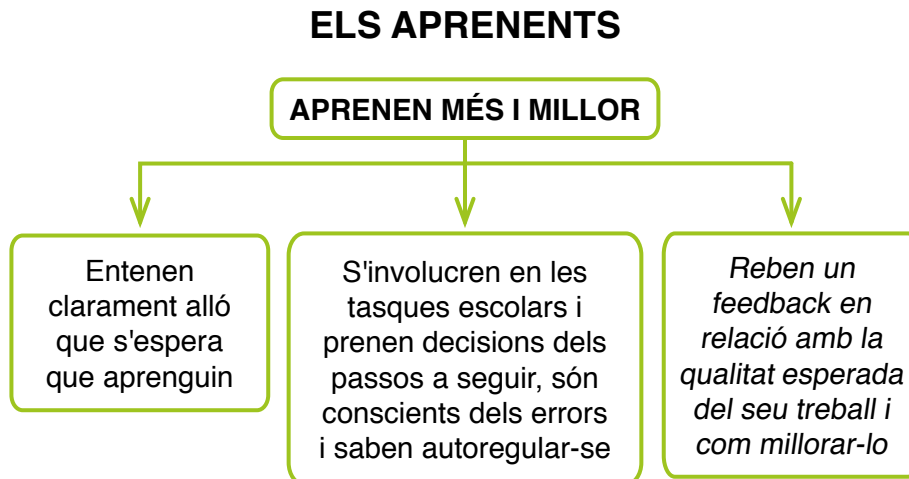 ELS APRENENTS
APRENEN MÉS I MILLOR
Entenen
clarament alló
que s'espera
que aprenguin
S'involucren en les
tasques escolars i
prenen decisions dels
passos a seguir, són
conscients dels errors
i saben autoregular-se
Reben un
feedback en
relació amb la
qualitat esperada
del seu treball i
com millorar-lo